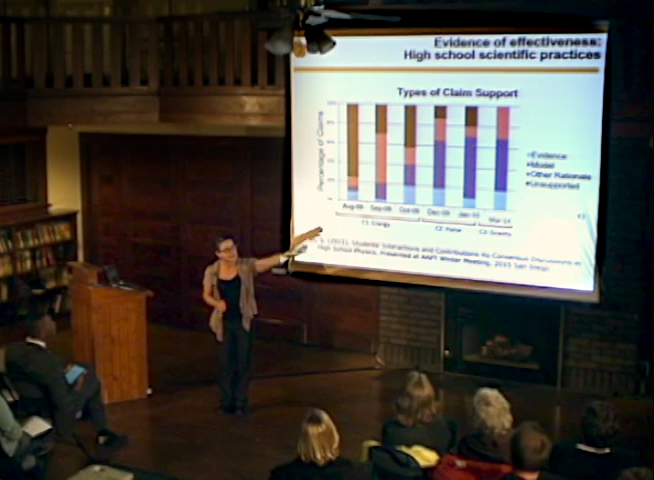 Evidence of effectiveness:
High school scientific practices
Types of Claim Support
Percentage of Claims
Evidence
Model
Other Rationale
Unsupported
Aug-09 Sep-09 Oct-09 Dec-09 Jan-10 Mar-10
C1: Energy C2: Force C3: Gravity
S. (2015). Students' Interactions and Contributions to Consensus Discussions in
High School Physics. Presented at AAPT Winter Meeting, 2015 San Diego